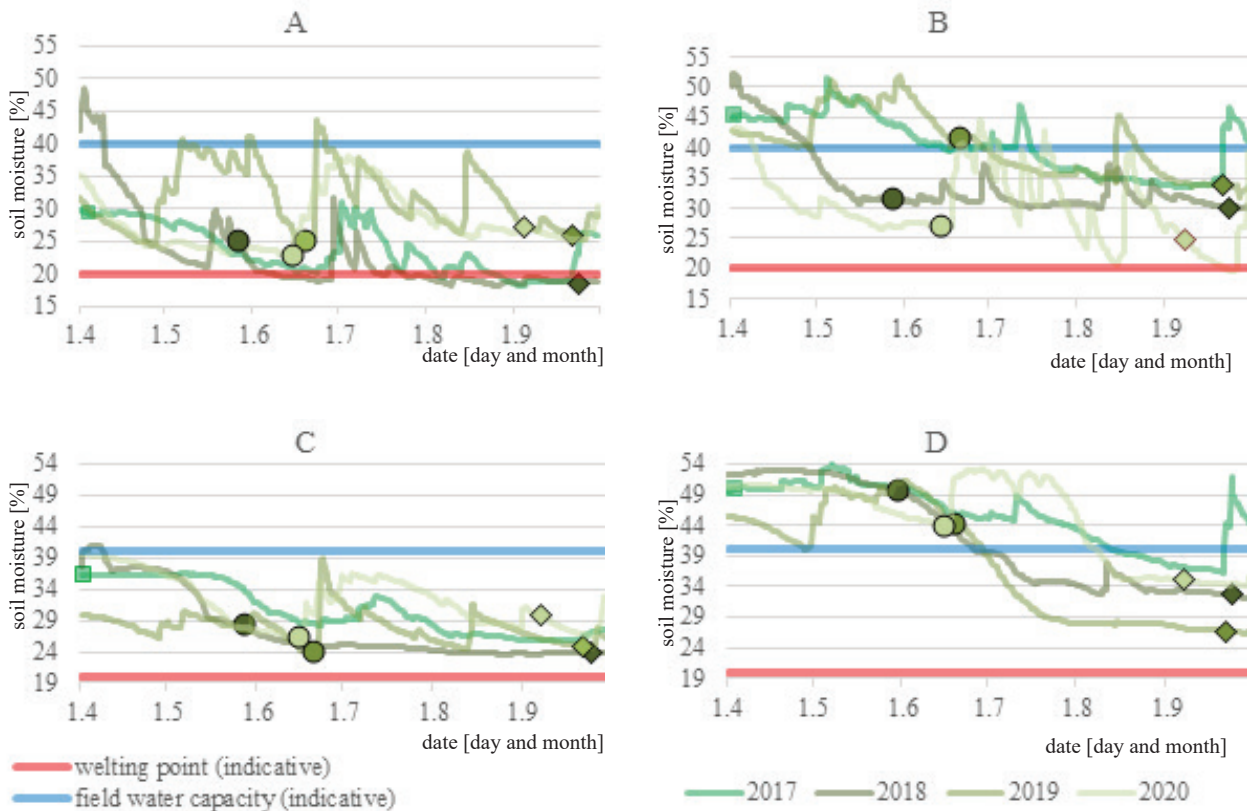 A
soil moisture [%]
55
50
45
40
35
30
25
20
15
1.4 1.5 1.6 1.7 1.8 1.9
date [day and month]
B
soil moisture [%]
55
50
45
40
35
30
25
20
15
1.4 1.5 1.6 1.7 1.8 1.9
date [day and month]
C
soil moisture [%]
54
49
44
39
34
29
24
19
1.4 1.5 1.6 1.7 1.8 1.9
date [day and month]
D
soil moisture [%]
54
49
44
39
34
29
24
19
1.4 1.5 1.6 1.7 1.8 1.9
date [day and month]
welting point (indicative)
field water capacity (indicative)
2017 2018 2019 2020